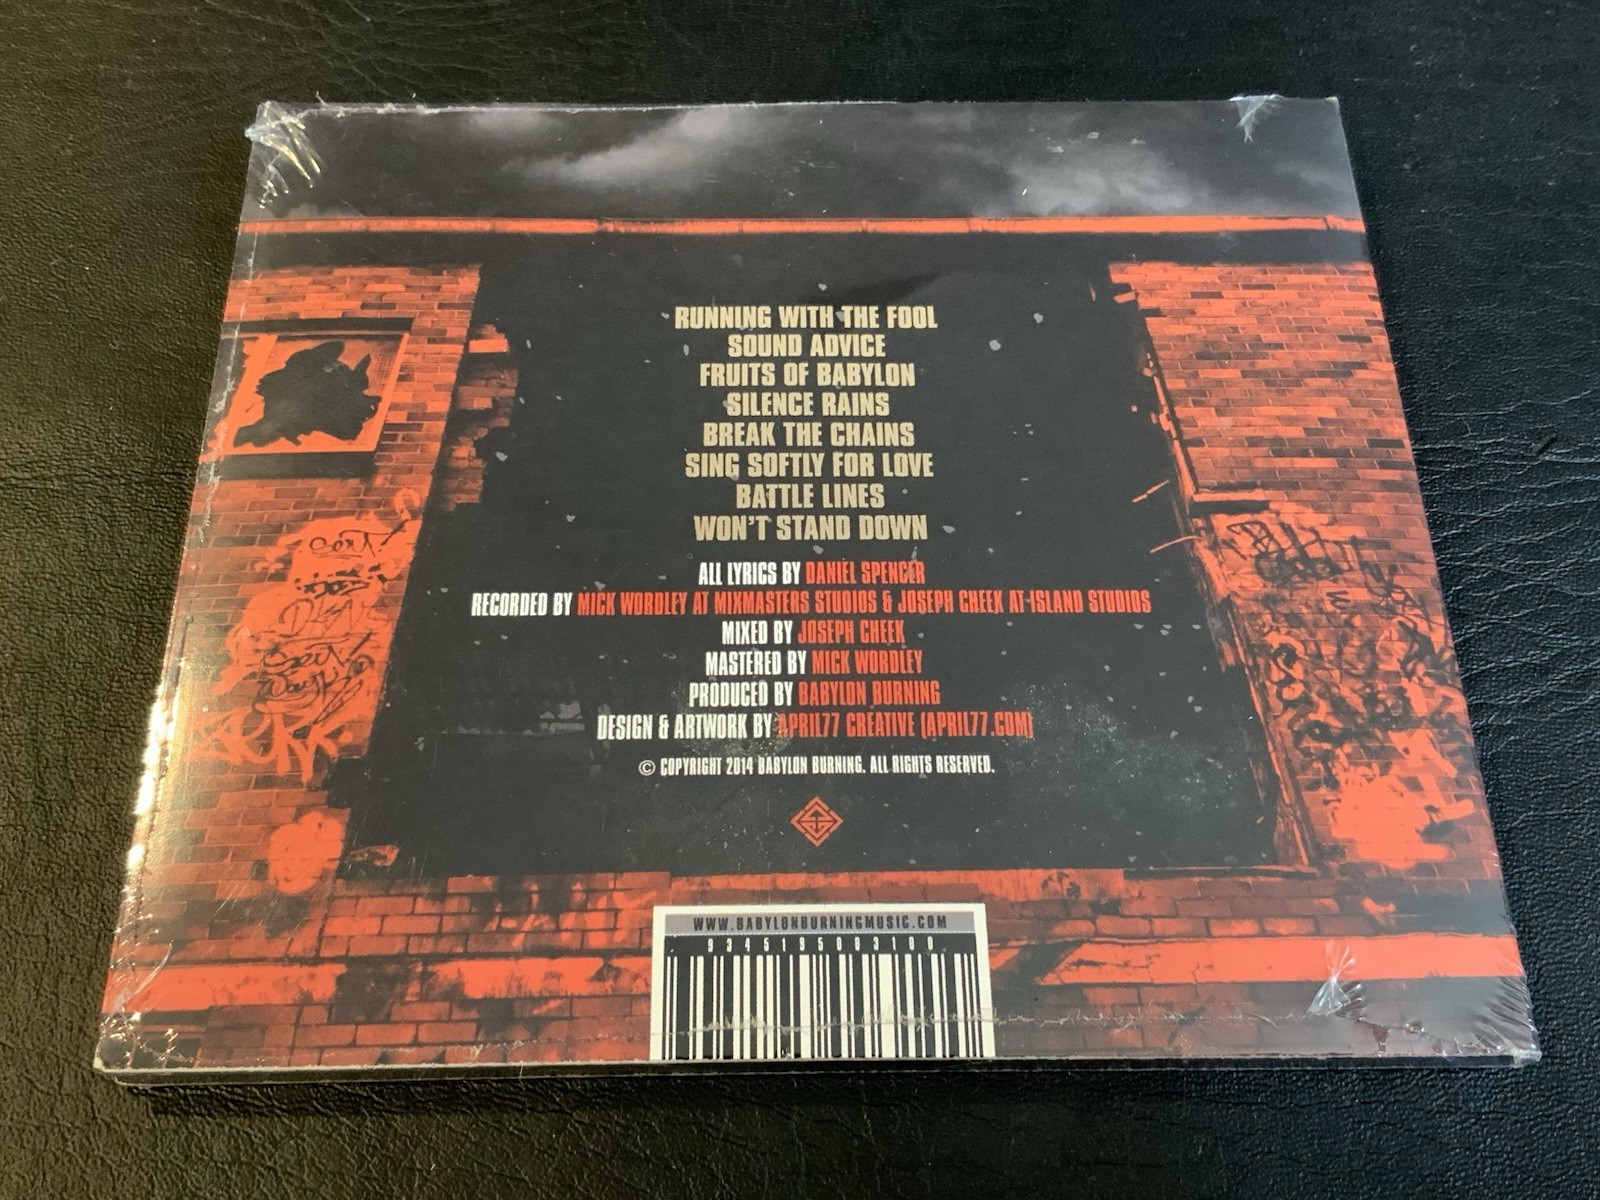 RUNNING WITH THE FOOL
SOUND ADVICE
FRUITS OF BABYLON
SILENCE RAINS
BREAK THE CHAINS
SING SOFTLY FOR LOVE
BATTLE LINES
WON'T STAND DOWN
ALL LYRICS BY DANIEL SPENCER
RECORDED BY MICK WORDLEY AT MIXMASTERS STUDIOS & JOSEPH CHEEK AT ISLAND STUDIOS
MIXED BY JOSEPH CHEEK
MASTERED BY MICK WORDLEY
PRODUCED BY BABYLON BURNING
DESIGN & ARTWORK BY APRIL77 CREATIVE (APRIL77.COM)
© COPYRIGHT 2014 BABYLON BURNING. ALL RIGHTS RESERVED.
WWW.BABYLONBURNINGMUSIC.COM
9345195003100